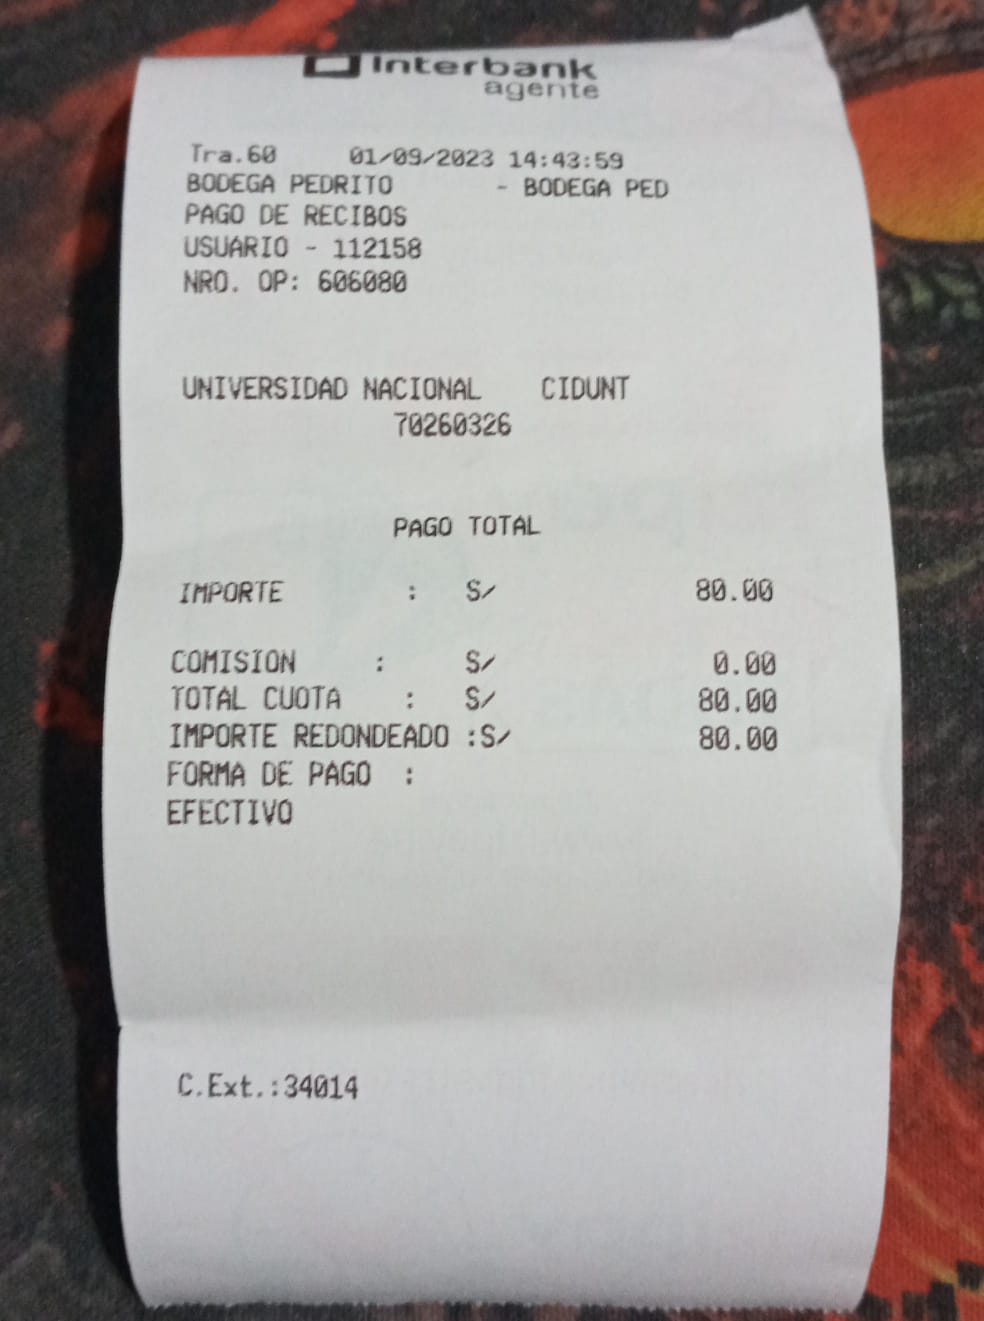 Interbank
agente
Tra.60 01/09/2023 14:43:59
BODEGA PEDRITO - BODEGA PED
PAGO DE RECIBOS
USUARIO - 112158
NRO. OP: 606080
UNIVERSIDAD NACIONAL CIDUNT
70260326
PAGO TOTAL
IMPORTE : S/ 80.00
COMISION : S/ 0.00
TOTAL CUOTA : S/ 80.00
IMPORTE REDONDEADO :S/ 80.00
FORMA DE PAGO :
EFECTIVO
C.Ext.:34014